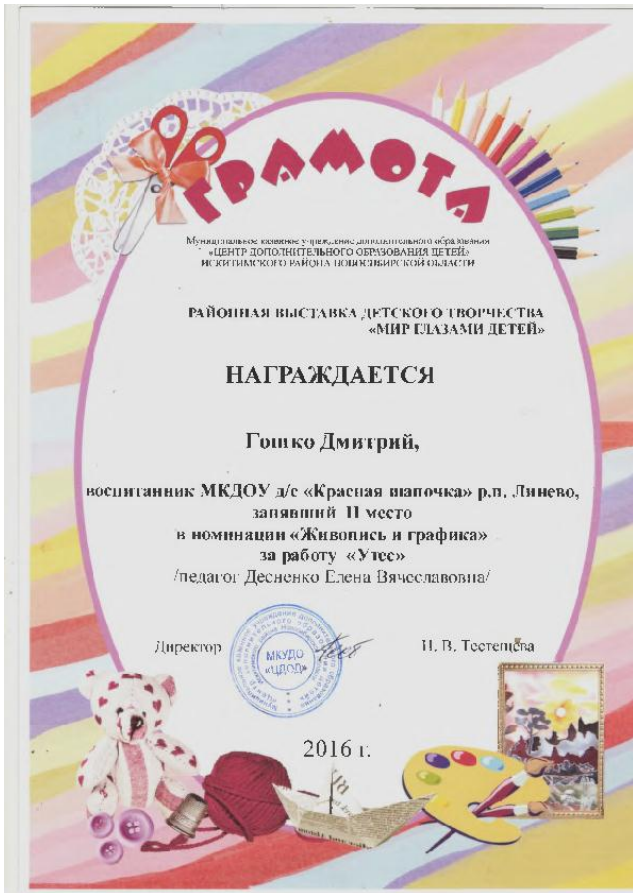 ГРАМОТА
Муниципальное казенное учреждение дополнительного образования
«ЦЕНТР ДОПОЛНИТЕЛЬНОГО ОБРАЗОВАНИЯ ДЕТЕЙ»
ИСКИТИМСКОГО РАЙОНА НОВОСИБИРСКОЙ ОБЛАСТИ
РАЙОННАЯ ВЫСТАВКА ДЕТСКОГО ТВОРЧЕСТВА
«МИР ГЛАЗАМИ ДЕТЕЙ»
НАГРАЖДАЕТСЯ
Гошко Дмитрий,
воспитанник МКДОУ д/с «Красная шапочка» р.п. Линево,
занявший II место
в номинации «Живопись и графика»
за работу «Утес»
/педагог Десненко Елена Вячеславовна/
Директор
МКУДО
«ЦДОД»
2016 г.